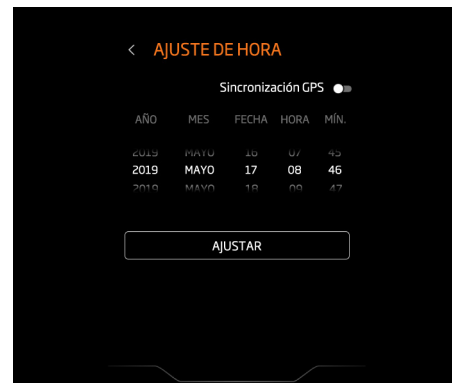 < AJUSTE DE HORA
Sincronización GPS
AÑO MES FECHA HORA MÍN.
2019 MAYO 16 07 45
2019 MAYO 17 08 46
2019 MAYO 18 09 47
AJUSTAR